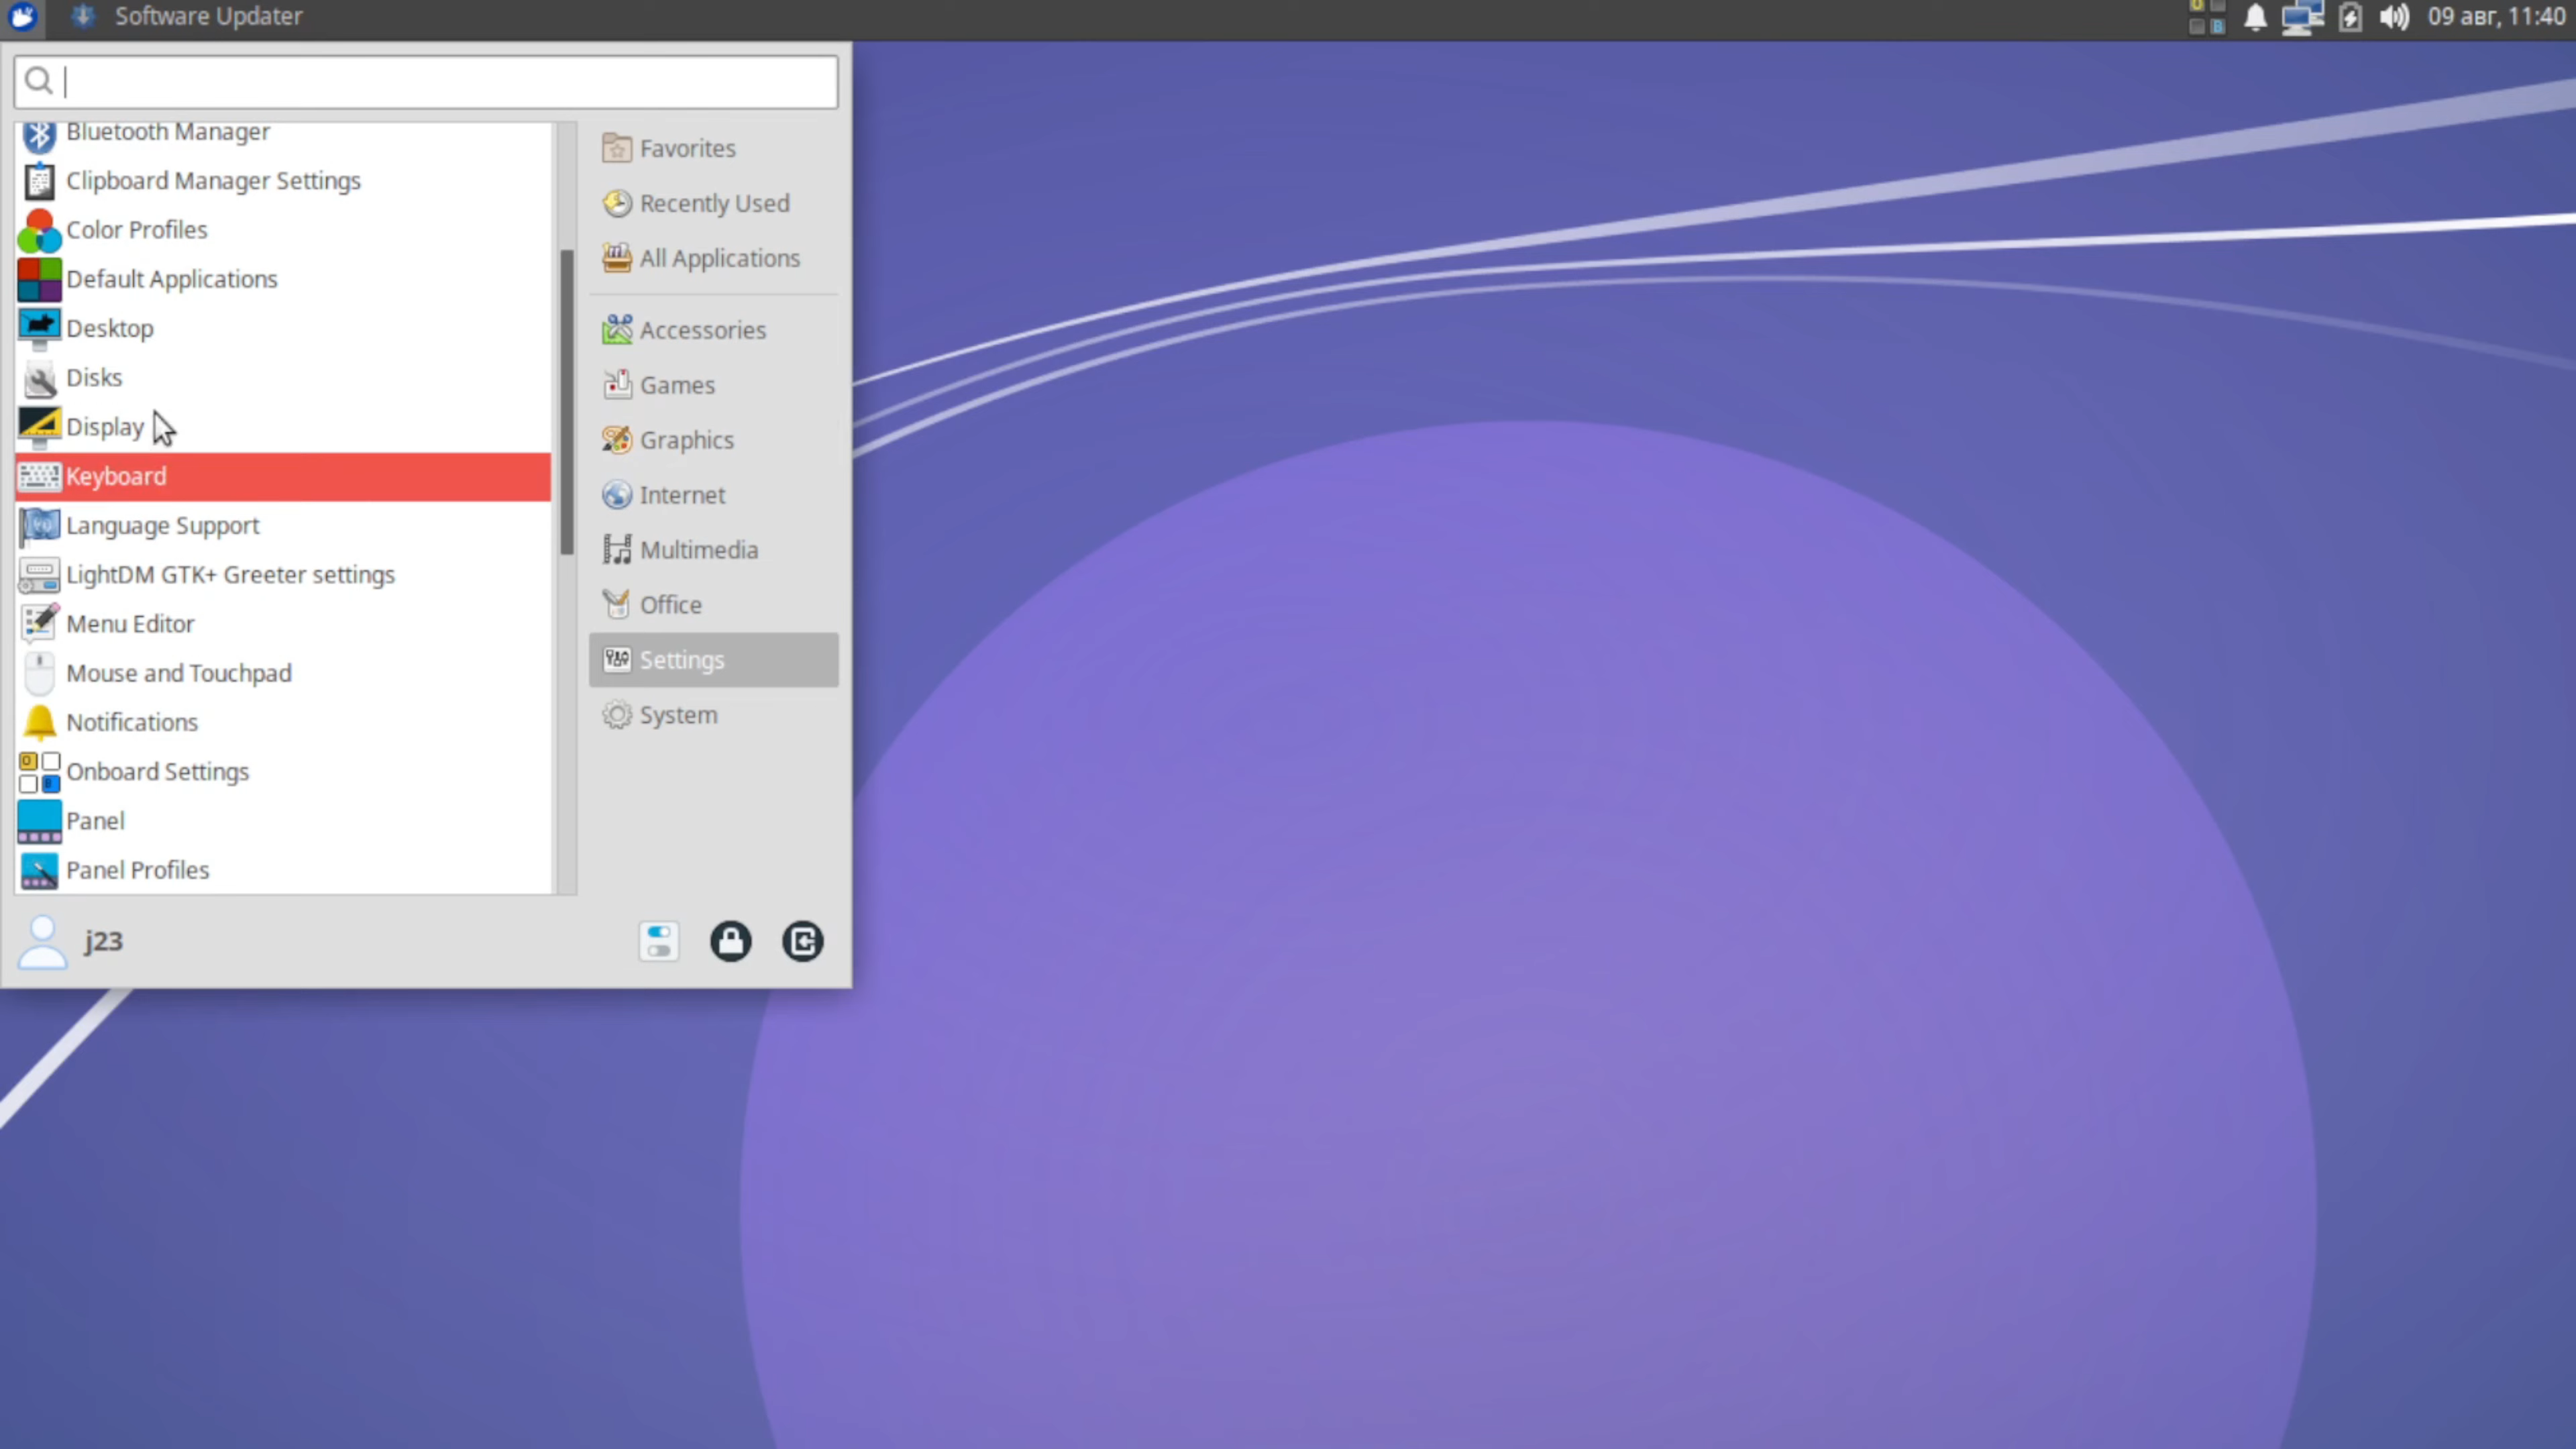 Software Updater
09 авг, 11:40
Bluetooth Manager
Clipboard Manager Settings
Color Profiles
Default Applications
Desktop
Disks
Display
Keyboard
Language Support
LightDM GTK+ Greeter settings
Menu Editor
Mouse and Touchpad
Notifications
Onboard Settings
Panel
Panel Profiles
Favorites
Recently Used
All Applications
Accessories
Games
Graphics
Internet
Multimedia
Office
Settings
System
j23